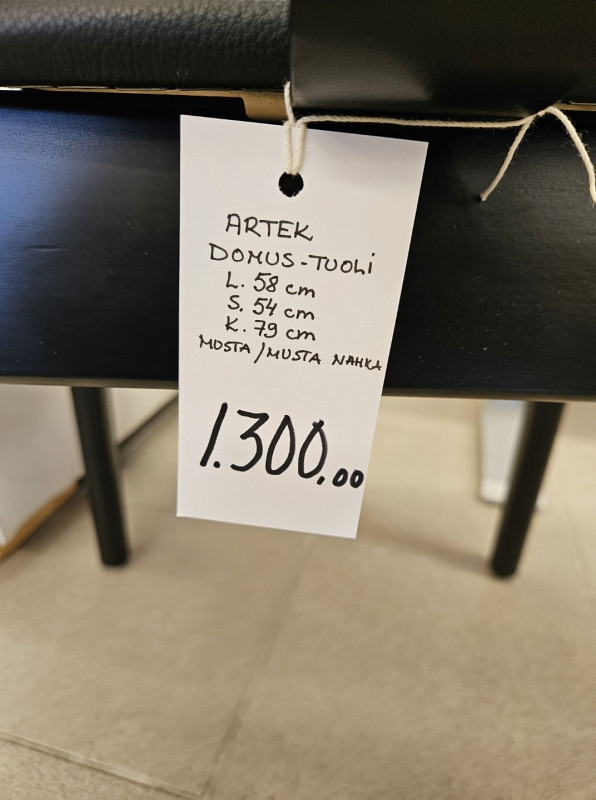 ARTEK
DOMUS-TUOLI
L. 58 cm
S. 54 cm
K. 79 cm
MUSTA/MUSTA NAHKA
1.300,00